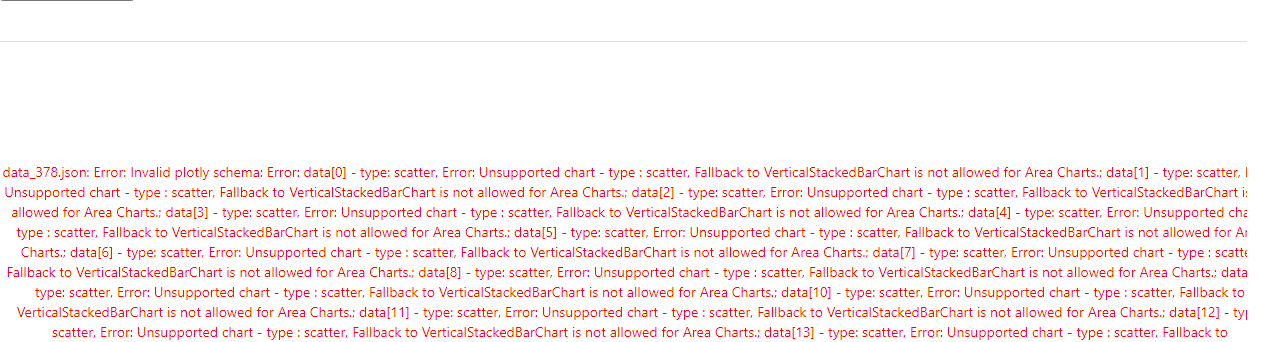 data_378.json: Error: Invalid plotly schema: Error: data[0] - type: scatter, Error: Unsupported chart - type : scatter, Fallback to VerticalStackedBarChart is not allowed for Area Charts.; data[1] - type: scatter,
Unsupported chart - type : scatter, Fallback to VerticalStackedBarChart is not allowed for Area Charts.; data[2] - type: scatter, Error: Unsupported chart - type : scatter, Fallback to VerticalStackedBarChart
allowed for Area Charts.; data[3] - type: scatter, Error: Unsupported chart - type : scatter, Fallback to VerticalStackedBarChart is not allowed for Area Charts.; data[4] - type: scatter, Error: Unsupported
type : scatter, Fallback to VerticalStackedBarChart is not allowed for Area Charts.; data[5] - type: scatter, Error: Unsupported chart - type : scatter, Fallback to VerticalStackedBarChart is not allowed for
Charts.; data[6] - type: scatter, Error: Unsupported chart - type : scatter, Fallback to VerticalStackedBarChart is not allowed for Area Charts.; data[7] - type: scatter, Error: Unsupported chart - type :
Fallback to VerticalStackedBarChart is not allowed for Area Charts.; data[8] - type: scatter, Error: Unsupported chart - type : scatter, Fallback to VerticalStackedBarChart is not allowed for Area Charts.; data
type: scatter, Error: Unsupported chart - type : scatter, Fallback to VerticalStackedBarChart is not allowed for Area Charts.; data[10] - type: scatter, Error: Unsupported chart - type : scatter, Fallback to
VerticalStackedBarChart is not allowed for Area Charts.; data[11] - type: scatter, Error: Unsupported chart - type : scatter, Fallback to VerticalStackedBarChart is not allowed for Area Charts.; data[12] -
scatter, Error: Unsupported chart - type : scatter, Fallback to VerticalStackedBarChart is not allowed for Area Charts.; data[13] - type: scatter, Error: Unsupported chart - type : scatter, Fallback to